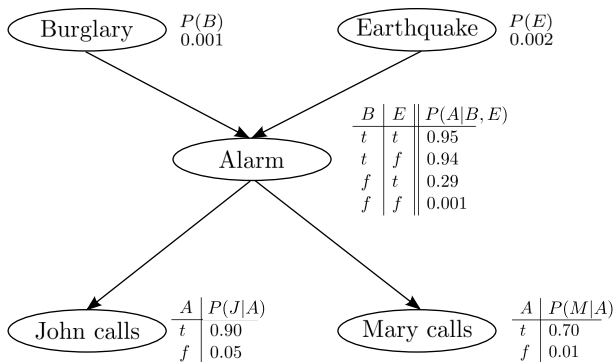 Burglary
P(B)
0.001
Earthquake
P(E)
0.002
B E P(A|B, E)
t t 0.95
t f 0.94
f t 0.29
f f 0.001
Alarm
John calls
A P(J|A)
t 0.90
f 0.05
Mary calls
A P(M|A)
t 0.70
f 0.01